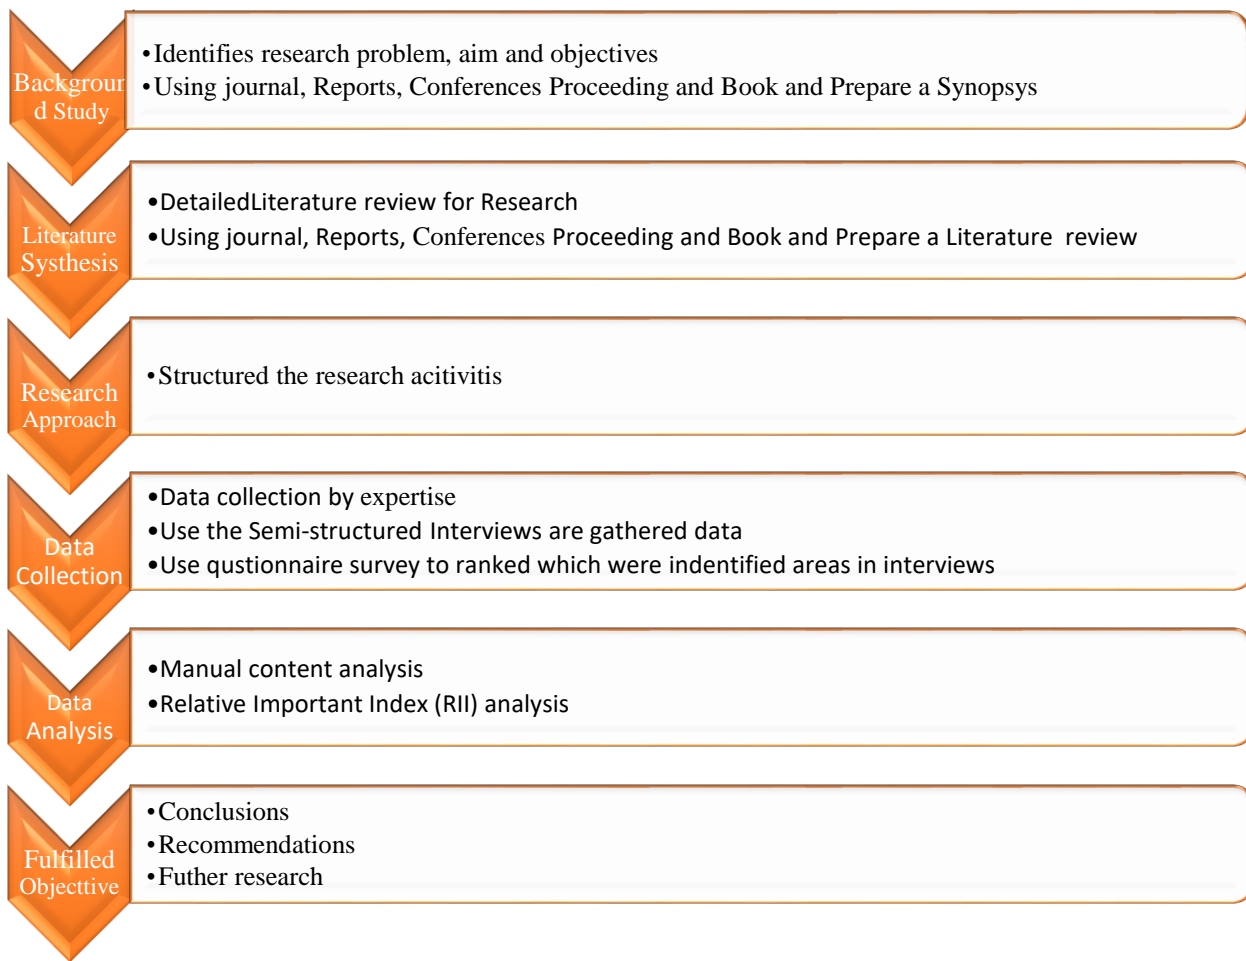 Backgroun
d Study
•Identifies research problem, aim and objectives
•Using journal, Reports, Conferences Proceeding and Book and Prepare a Synopsys
Literature
Systhesis
•DetailedLiterature review for Research
•Using journal, Reports, Conferences Proceeding and Book and Prepare a Literature review
Research
Approach
•Structured the research acitivitis
Data
Collection
•Data collection by expertise
•Use the Semi-structured Interviews are gathered data
•Use qustionnaire survey to ranked which were indentified areas in interviews
Data
Analysis
•Manual content analysis
•Relative Important Index (RII) analysis
Fulfilled
Objecttive
•Conclusions
•Recommendations
•Futher research